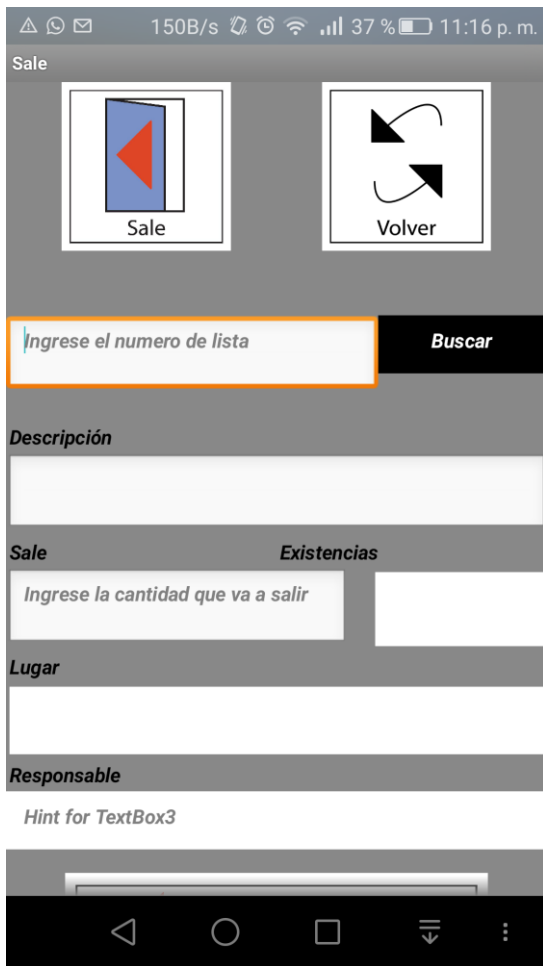 150B/s 37 % 11:16 p. m.
Sale
Sale
Volver
Ingrese el numero de lista
Buscar
Descripción
Sale
Existencias
Ingrese la cantidad que va a salir
Lugar
Responsable
Hint for TextBox3